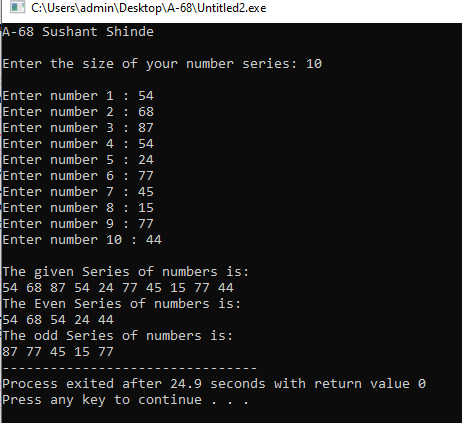 C:\Users\admin\Desktop\A-68\Untitled2.exe
A-68 Sushant Shinde
Enter the size of your number series: 10
Enter number 1 : 54
Enter number 2 : 68
Enter number 3 : 87
Enter number 4 : 54
Enter number 5 : 24
Enter number 6 : 77
Enter number 7 : 45
Enter number 8 : 15
Enter number 9 : 77
Enter number 10 : 44
The given Series of numbers is:
54 68 87 54 24 77 45 15 77 44
The Even Series of numbers is:
54 68 54 24 44
The odd Series of numbers is:
87 77 45 15 77
--------------------------------
Process exited after 24.9 seconds with return value 0
Press any key to continue . . .